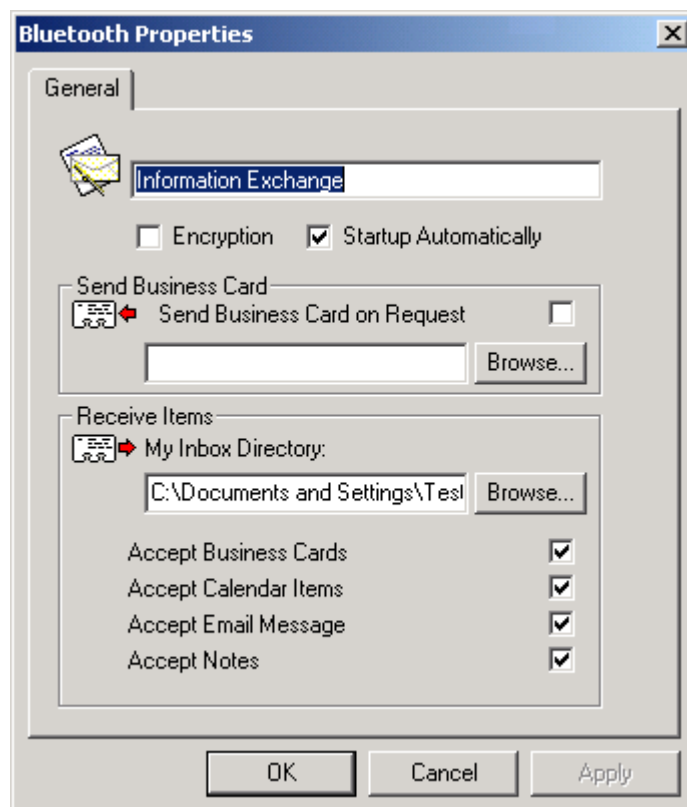 Bluetooth Properties
General
Information Exchange
Encryption Startup Automatically
Send Business Card
Send Business Card on Request
Browse...
Receive Items
My Inbox Directory:
C:\Documents and Settings\Test Browse...
Accept Business Cards
Accept Calendar Items
Accept Email Message
Accept Notes
OK Cancel Apply